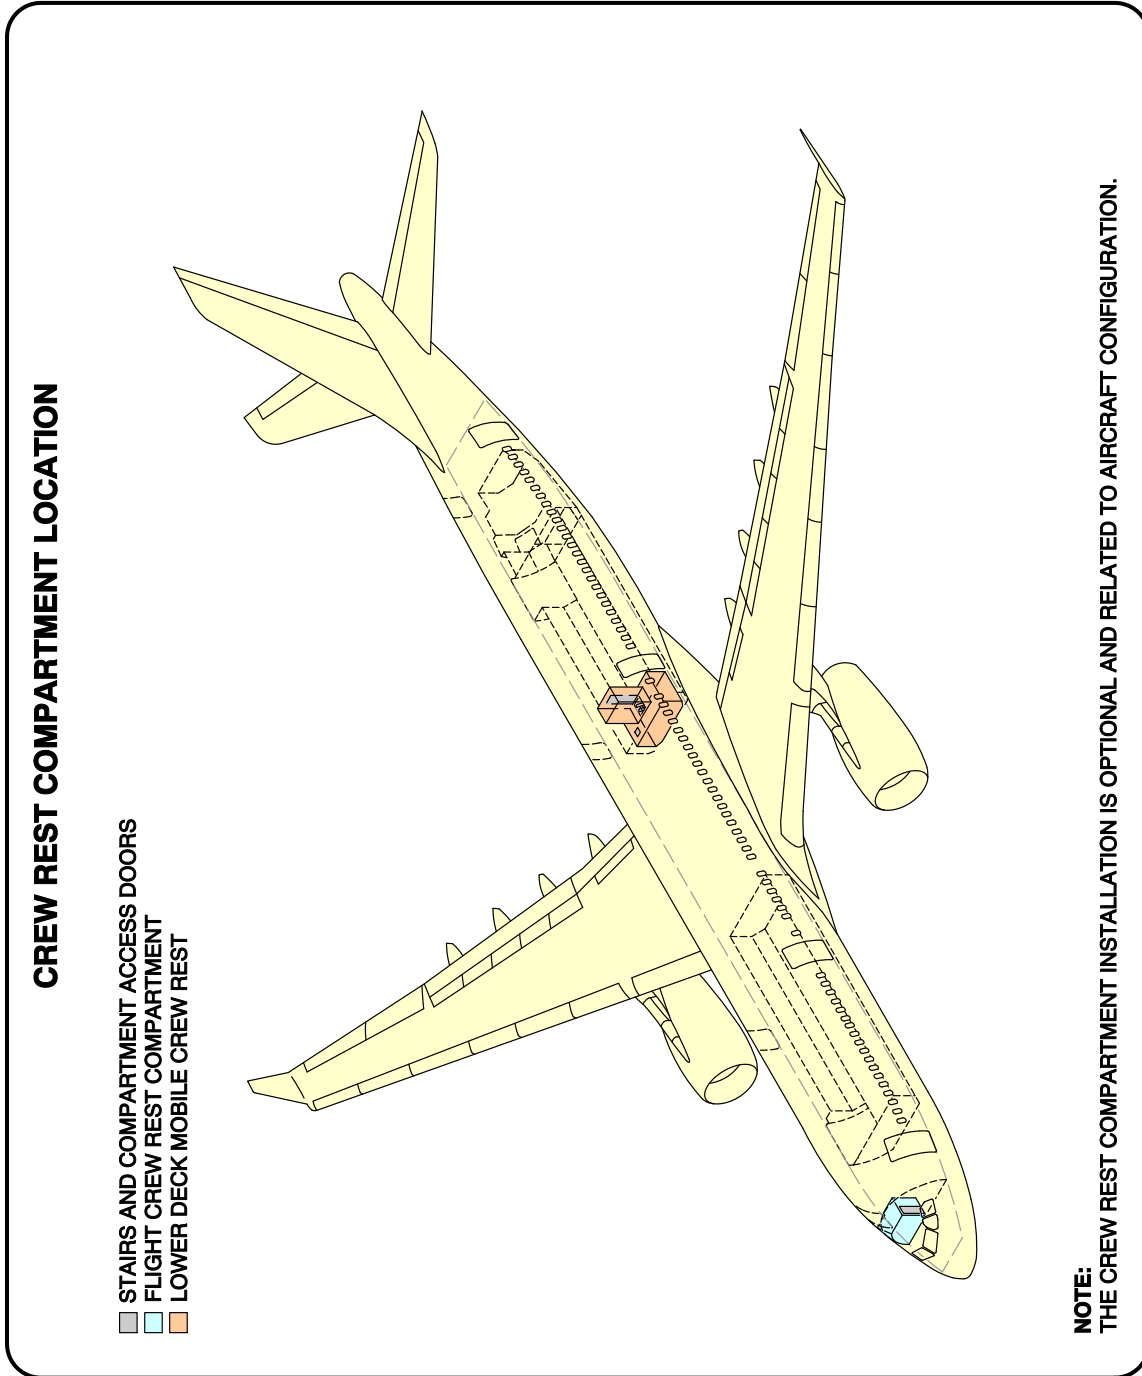 CREW REST COMPARTMENT LOCATION
STAIRS AND COMPARTMENT ACCESS DOORS
FLIGHT CREW REST COMPARTMENT
LOWER DECK MOBILE CREW REST
NOTE:
THE CREW REST COMPARTMENT INSTALLATION IS OPTIONAL AND RELATED TO AIRCRAFT CONFIGURATION.